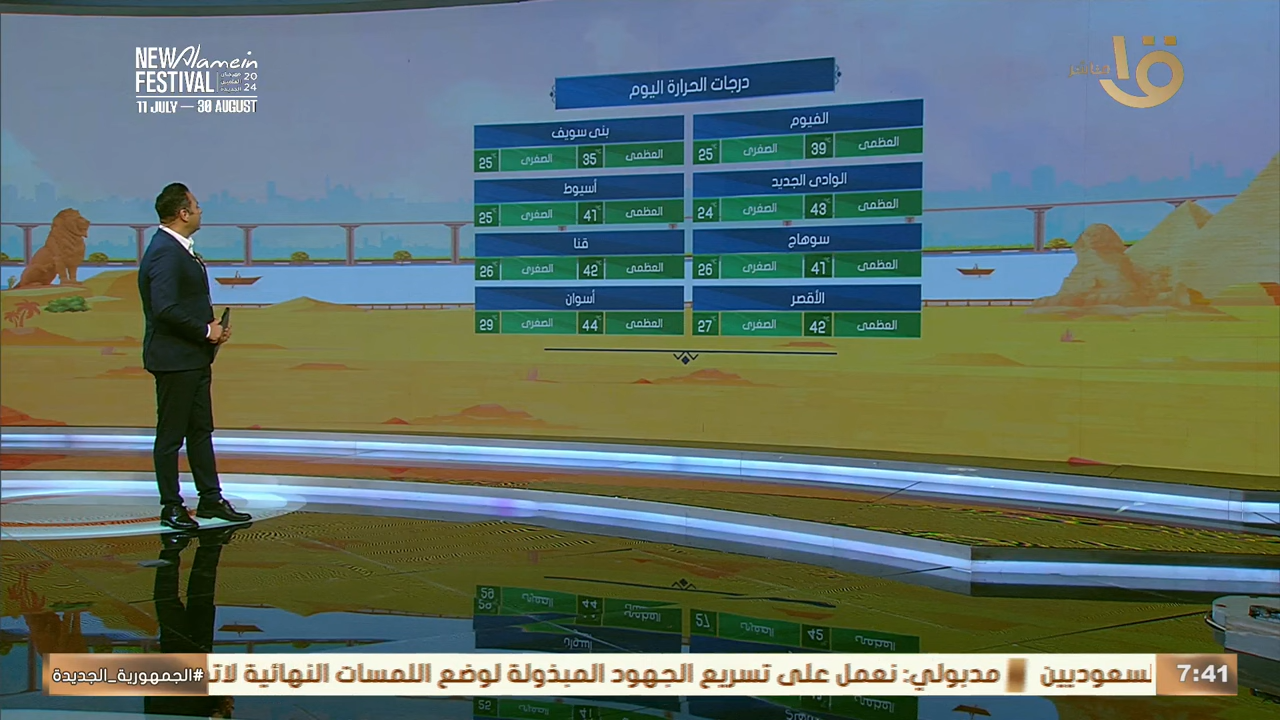 NEW Alamein
FESTIVAL 2024
11 JULY — 30 AUGUST
درجات الحرارة اليوم
الفيوم
العظمى 39 الصغرى 25
بنى سويف
العظمى 35 الصغرى 25
الوادى الجديد
العظمى 43 الصغرى 24
أسيوط
العظمى 41 الصغرى 25
سوهاج
العظمى 41 الصغرى 26
قنا
العظمى 42 الصغرى 26
الأقصر
العظمى 42 الصغرى 27
أسوان
العظمى 44 الصغرى 29
7:41
لسعوديين مدبولي: نعمل على تسريع الجهود المبذولة لوضع اللمسات النهائية لاتـ
#الجمهورية_الجديدة